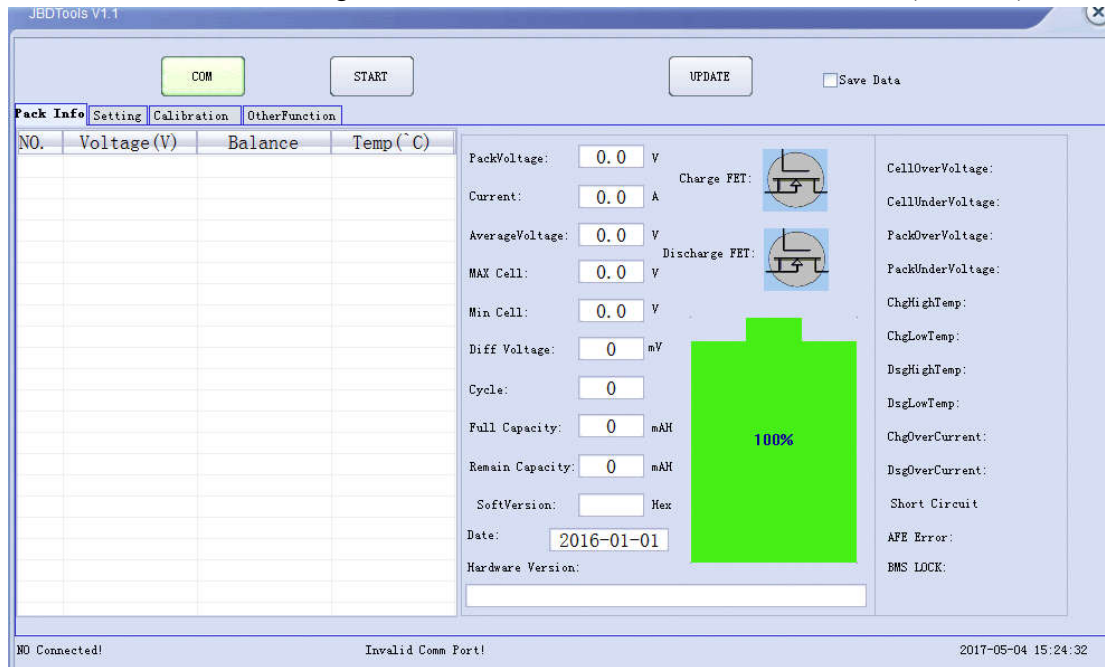 JBDTools V1.1
COM START UPDATE Save Data
Pack Info Setting Calibration OtherFunction
NO. Voltage(V) Balance Temp(`C)
PackVoltage: 0.0 V
Current: 0.0 A
AverageVoltage: 0.0 V
MAX Cell: 0.0 V
Min Cell: 0.0 V
Diff Voltage: 0 mV
Cycle: 0
Full Capacity: 0 mAH
Remain Capacity: 0 mAH
SoftVersion: Hex
Date: 2016-01-01
Hardware Version:
Charge FET:
Discharge FET:
100%
CellOverVoltage:
CellUnderVoltage:
PackOverVoltage:
PackUnderVoltage:
ChgHighTemp:
ChgLowTemp:
DsgHighTemp:
DsgLowTemp:
ChgOverCurrent:
DsgOverCurrent:
Short Circuit
AFE Error:
BMS LOCK:
NO Connected! Invalid Comm Port! 2017-05-04 15:24:32